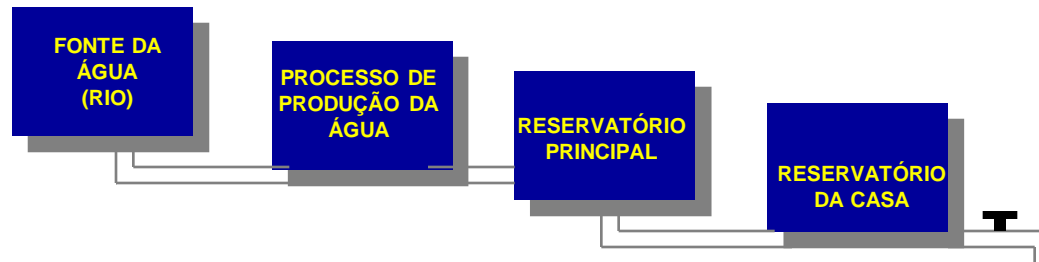 FONTE DA
ÁGUA
(RIO)
PROCESSO DE
PRODUÇÃO DA
ÁGUA
RESERVATÓRIO
PRINCIPAL
RESERVATÓRIO
DA CASA